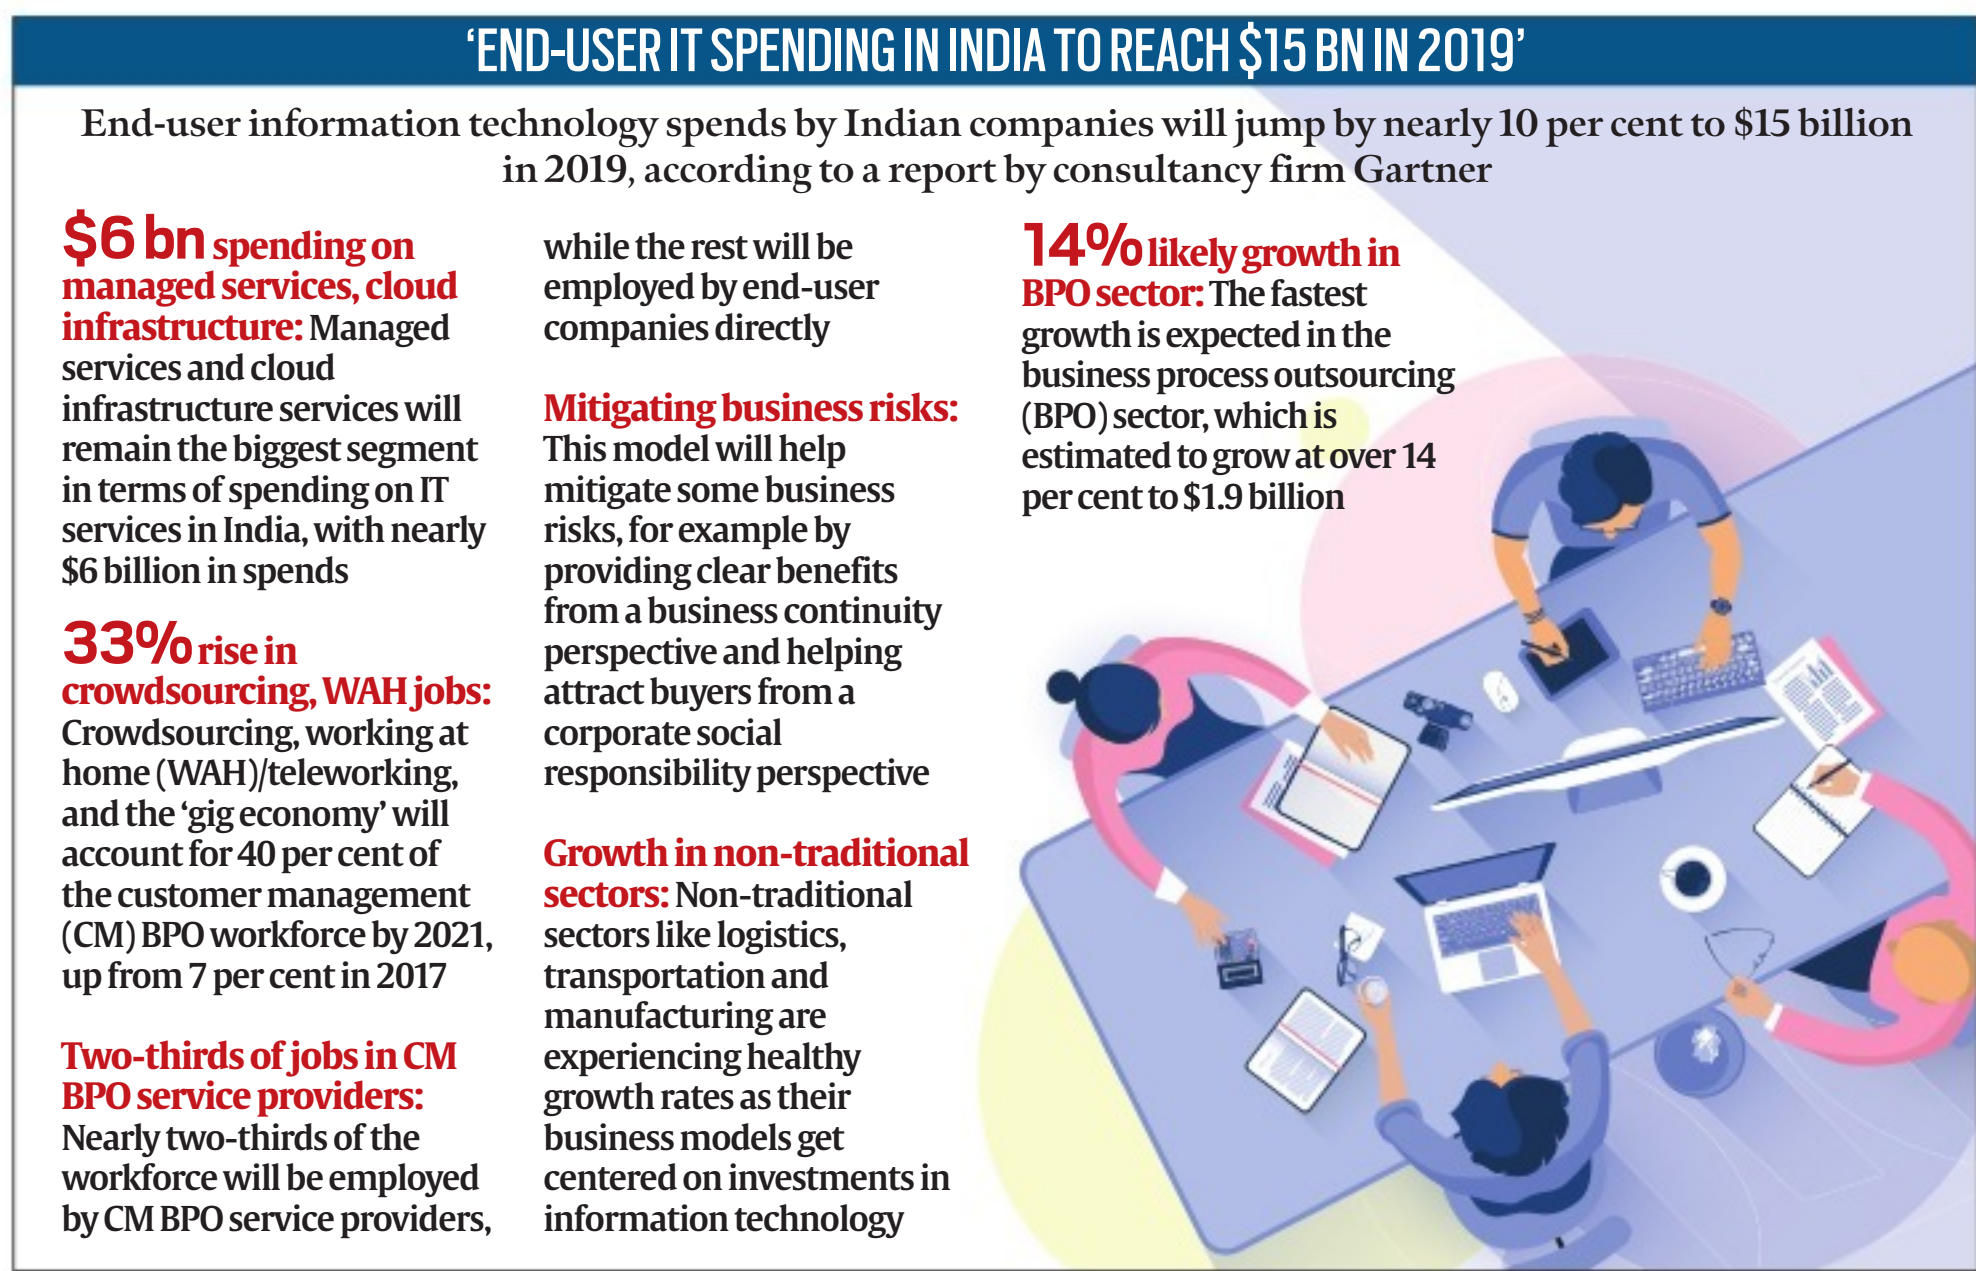 ‘END-USER IT SPENDING IN INDIA TO REACH $15 BN IN 2019’
End-user information technology spends by Indian companies will jump by nearly 10 per cent to $15 billion
in 2019, according to a report by consultancy firm Gartner
$6 bn spending on
managed services, cloud
infrastructure: Managed
services and cloud
infrastructure services will
remain the biggest segment
in terms of spending on IT
services in India, with nearly
$6 billion in spends
33% rise in
crowdsourcing, WAH jobs:
Crowdsourcing, working at
home (WAH)/teleworking,
and the ‘gig economy’ will
account for 40 per cent of
the customer management
(CM) BPO workforce by 2021,
up from 7 per cent in 2017
Two-thirds of jobs in CM
BPO service providers:
Nearly two-thirds of the
workforce will be employed
by CM BPO service providers,
while the rest will be
employed by end-user
companies directly
Mitigating business risks:
This model will help
mitigate some business
risks, for example by
providing clear benefits
from a business continuity
perspective and helping
attract buyers from a
corporate social
responsibility perspective
Growth in non-traditional
sectors: Non-traditional
sectors like logistics,
transportation and
manufacturing are
experiencing healthy
growth rates as their
business models get
centered on investments in
information technology
14% likely growth in
BPO sector: The fastest
growth is expected in the
business process outsourcing
(BPO) sector, which is
estimated to grow at over 14
per cent to $1.9 billion